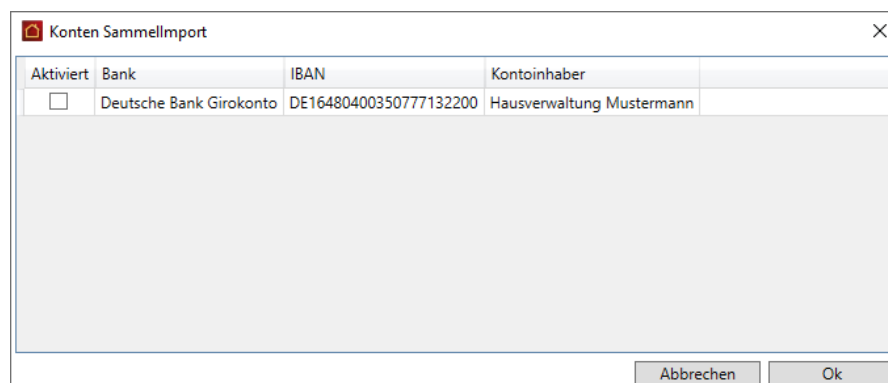 Konten SammelImport
Aktiviert Bank IBAN Kontoinhaber
Deutsche Bank Girokonto DE16480400350777132200 Hausverwaltung Mustermann
Abbrechen Ok